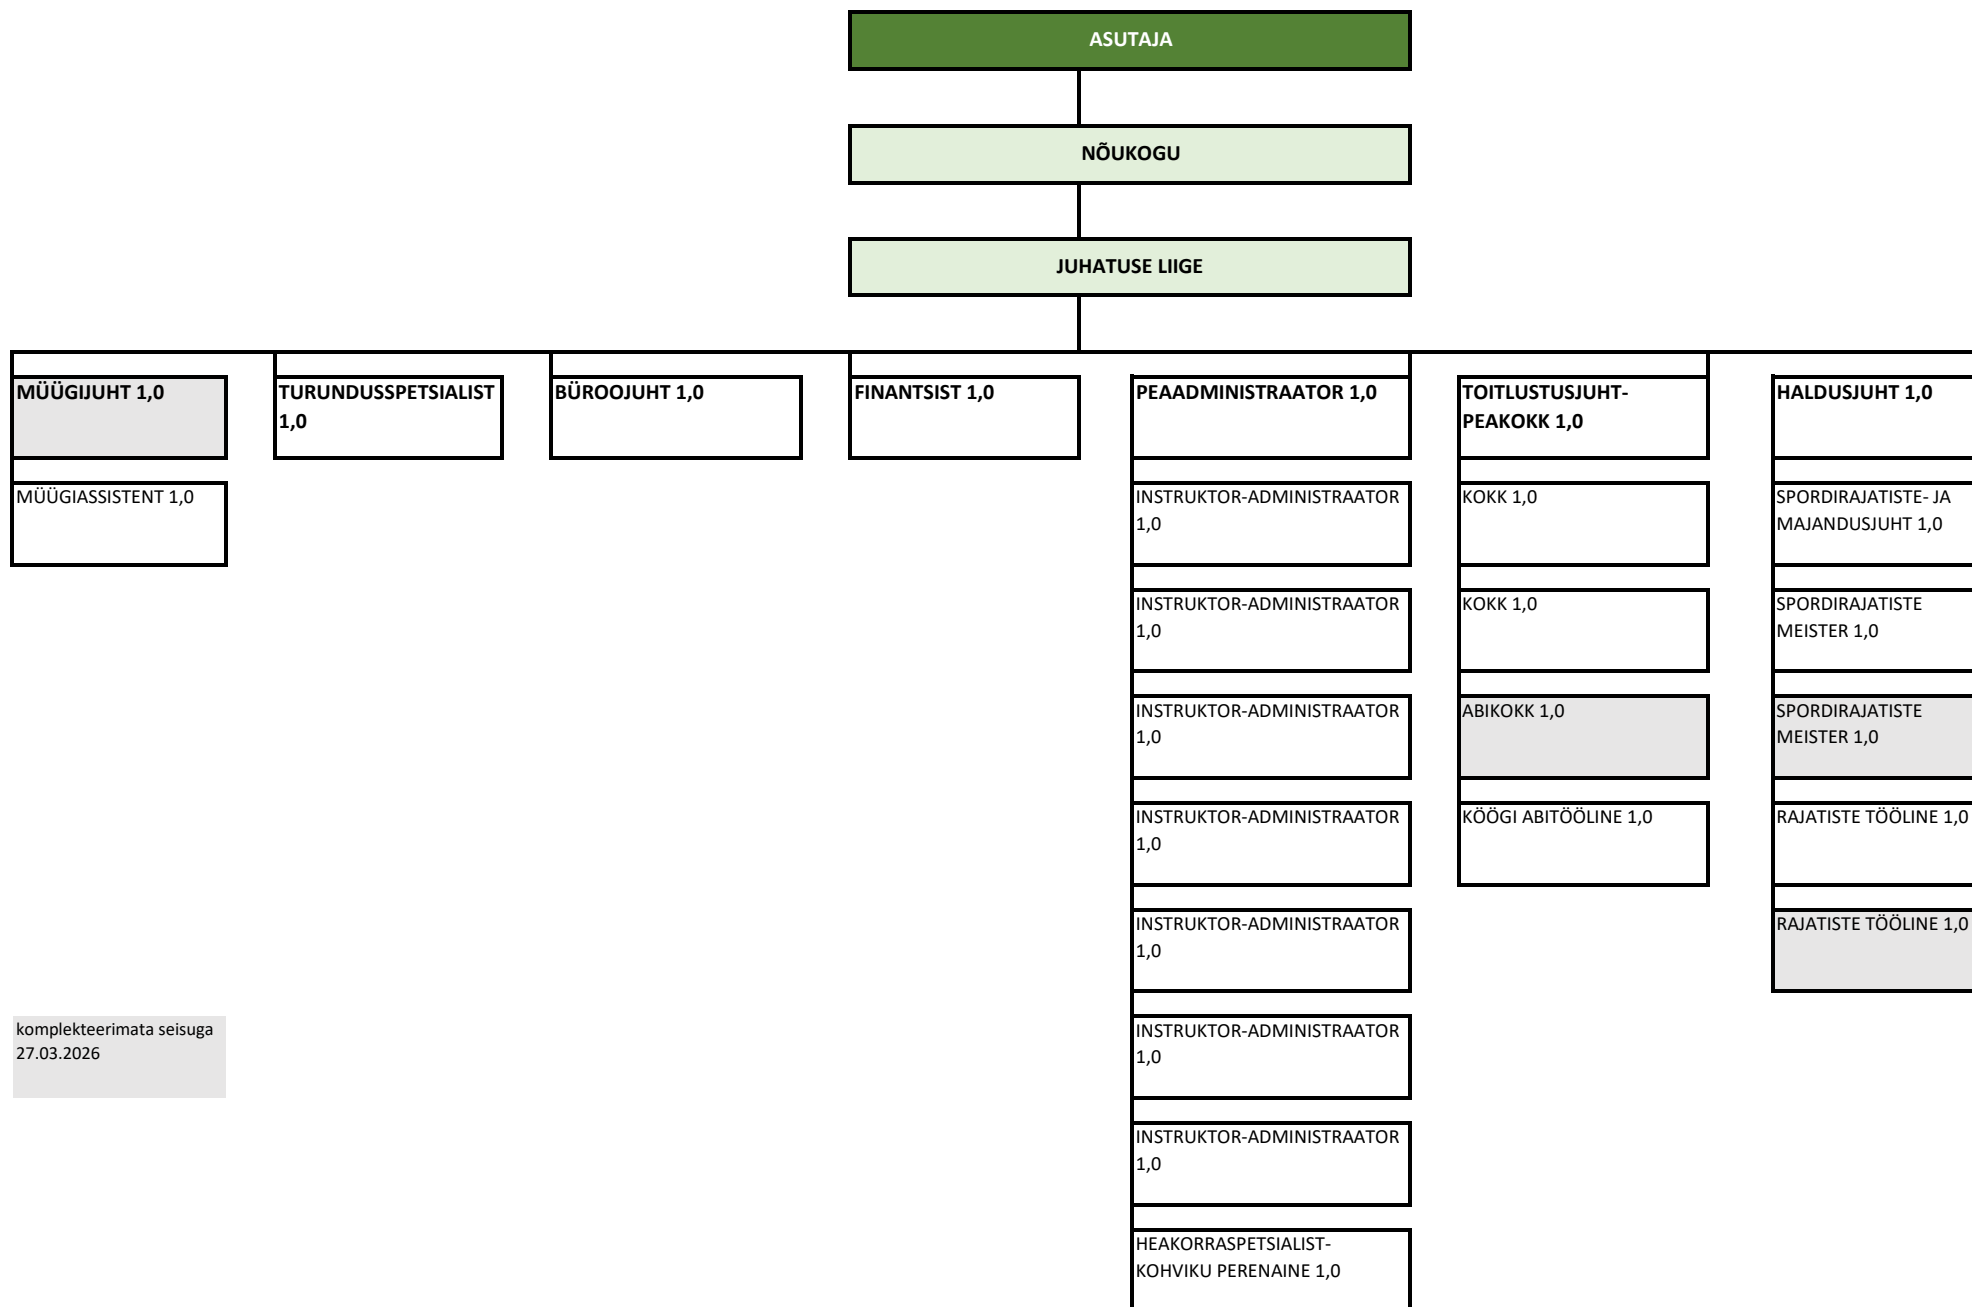 ASUTAJA
NÕUKOGU
JUHATUSE LIIGE
MÜÜGIJUHT 1,0
TURUNDUSSPETSIALIST
1,0
BÜROOJUHT 1,0
FINANTSIST 1,0
PEAADMINISTRAATOR 1,0
TOITLUSTUSJUHT-
PEAKOKK 1,0
HALDUSJUHT 1,0
MÜÜGIASSISTENT 1,0
INSTRUKTOR-ADMINISTRAATOR
1,0
KOKK 1,0
SPORDIRAJATISTE- JA
MAJANDUSJUHT 1,0
INSTRUKTOR-ADMINISTRAATOR
1,0
KOKK 1,0
SPORDIRAJATISTE
MEISTER 1,0
INSTRUKTOR-ADMINISTRAATOR
1,0
ABIKOKK 1,0
SPORDIRAJATISTE
MEISTER 1,0
INSTRUKTOR-ADMINISTRAATOR
1,0
KÖÖGI ABITÖÖLINE 1,0
RAJATISTE TÖÖLINE 1,0
INSTRUKTOR-ADMINISTRAATOR
1,0
RAJATISTE TÖÖLINE 1,0
komplekteerimata seisuga
27.03.2026
INSTRUKTOR-ADMINISTRAATOR
1,0
INSTRUKTOR-ADMINISTRAATOR
1,0
HEAKORRASPETSIALIST-
KOHVIKU PERENAINE 1,0